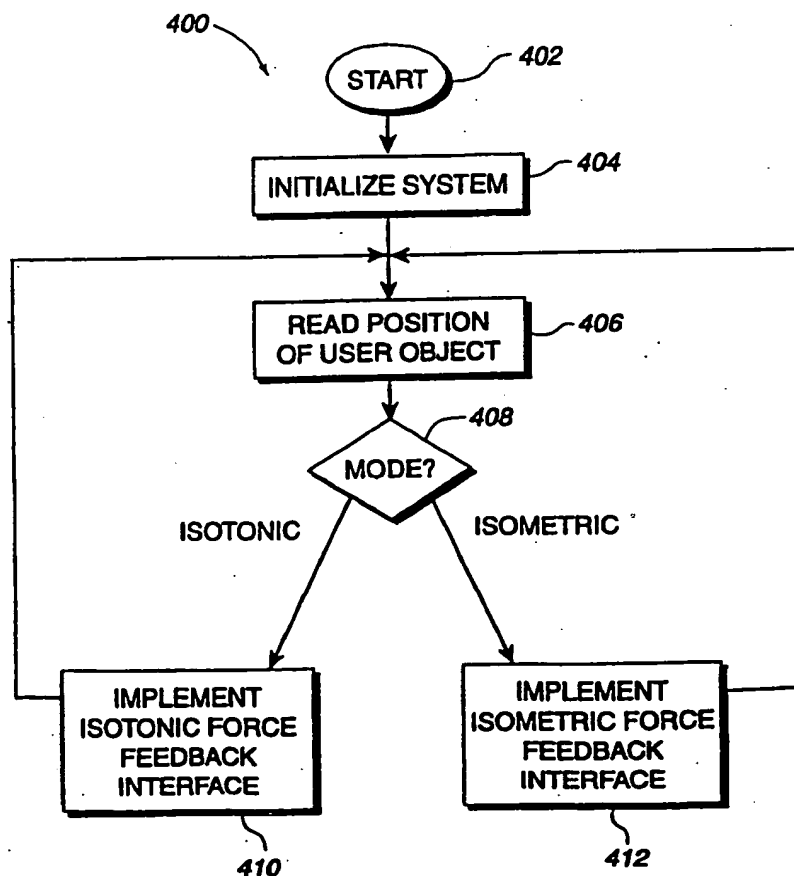 400
START
402
INITIALIZE SYSTEM
404
READ POSITION
OF USER OBJECT
406
408
MODE?
ISOTONIC
ISOMETRIC
IMPLEMENT
ISOTONIC FORCE
FEEDBACK
INTERFACE
410
IMPLEMENT
ISOMETRIC FORCE
FEEDBACK
INTERFACE
412